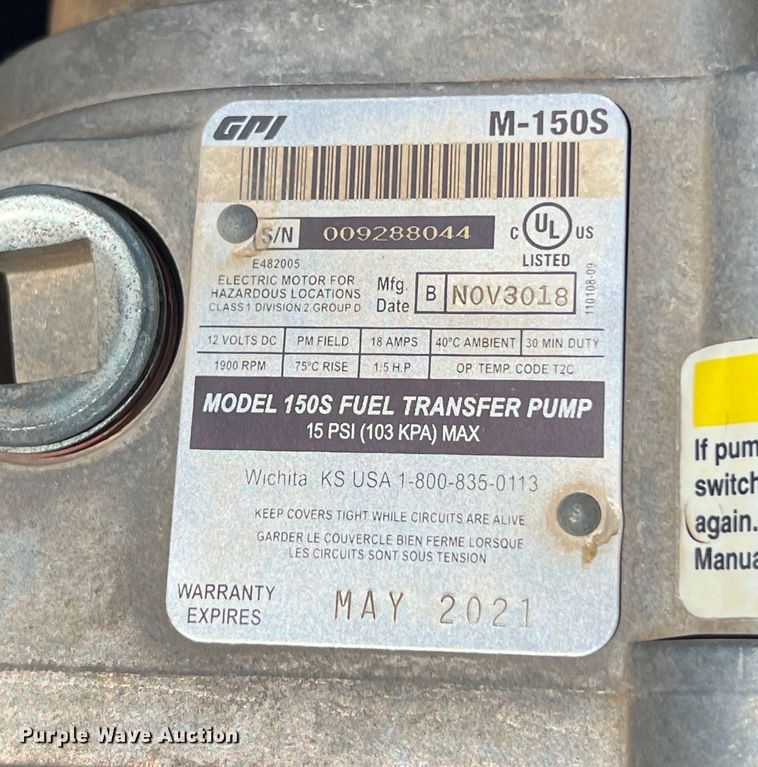 GPI M-150S
S/N 009288044
C UL US
LISTED
E482005
ELECTRIC MOTOR FOR
HAZARDOUS LOCATIONS
CLASS 1 DIVISION 2 GROUP D
Mfg. Date B NOV3018
110108-09
12 VOLTS DC PM FIELD 18 AMPS 40°C AMBIENT 30 MIN DUTY
1900 RPM 75°C RISE 1/5 H.P. OP. TEMP. CODE T2C
MODEL 150S FUEL TRANSFER PUMP
15 PSI (103 KPA) MAX
Wichita KS USA 1-800-835-0113
KEEP COVERS TIGHT WHILE CIRCUITS ARE ALIVE
GARDER LE COUVERCLE BIEN FERME LORSQUE
LES CIRCUITS SONT SOUS TENSION
WARRANTY
EXPIRES
MAY 2021
If pum
switch
again.
Manua
Purple Wave Auction